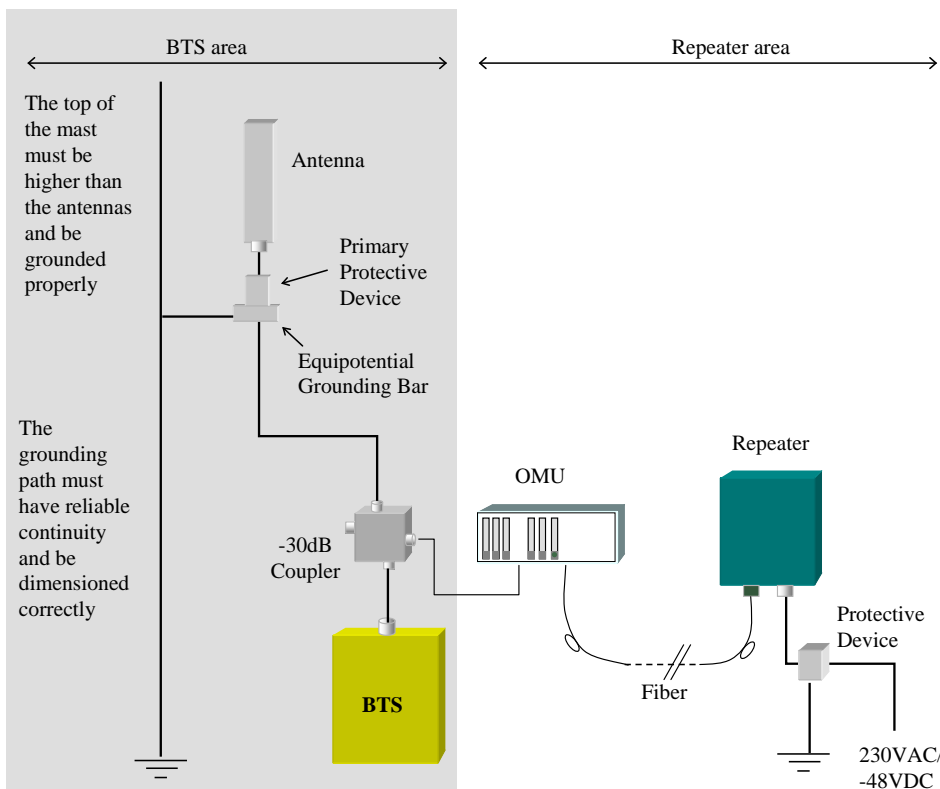 BTS area
Repeater area
The top of
the mast
must be
higher than
the antennas
and be
grounded
properly
Antenna
Primary
Protective
Device
Equipotential
Grounding Bar
The
grounding
path must
have reliable
continuity
and be
dimensioned
correctly
-30dB
Coupler
BTS
OMU
Repeater
Fiber
Protective
Device
230VAC/
-48VDC